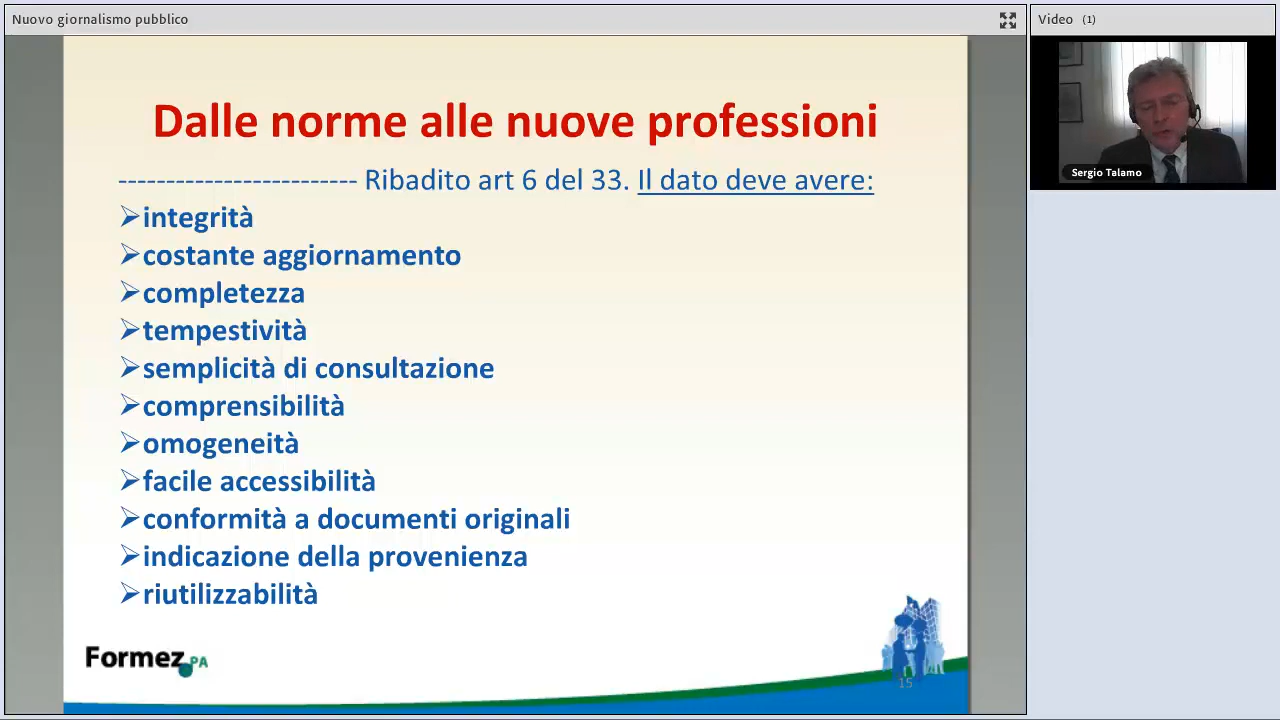 Nuovo giornalismo pubblico
Video (1)
Sergio Talamo
Dalle norme alle nuove professioni
------------------------- Ribadito art 6 del 33. Il dato deve avere:
integrità
costante aggiornamento
completezza
tempestività
semplicità di consultazione
comprensibilità
omogeneità
facile accessibilità
conformità a documenti originali
indicazione della provenienza
riutilizzabilità
Formez PA
15